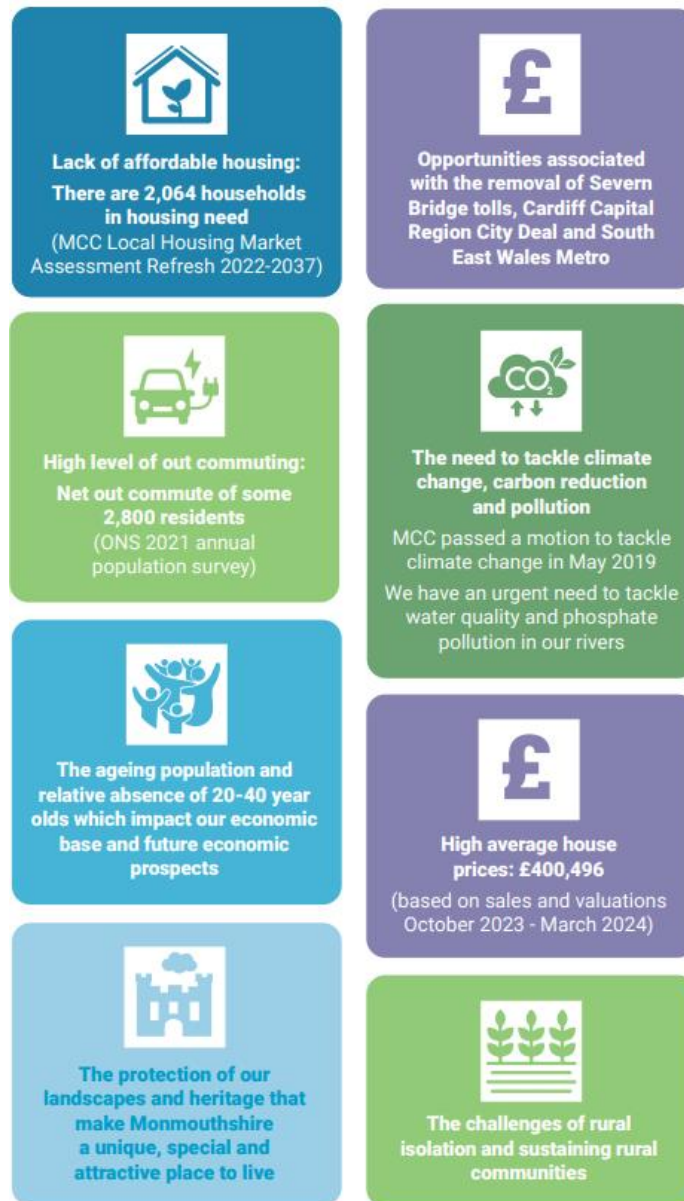 Lack of affordable housing:
There are 2,064 households
in housing need
(MCC Local Housing Market
Assessment Refresh 2022-2037)
£
Opportunities associated
with the removal of Severn
Bridge tolls, Cardiff Capital
Region City Deal and South
East Wales Metro
High level of out commuting:
Net out commute of some
2,800 residents
(ONS 2021 annual
population survey)
CO2
The need to tackle climate
change, carbon reduction
and pollution
MCC passed a motion to tackle
climate change in May 2019
We have an urgent need to tackle
water quality and phosphate
pollution in our rivers
The ageing population and
relative absence of 20-40 year
olds which impact our economic
base and future economic
prospects
£
High average house
prices: £400,496
(based on sales and valuations
October 2023 - March 2024)
The protection of our
landscapes and heritage that
make Monmouthshire
a unique, special and
attractive place to live
The challenges of rural
isolation and sustaining rural
communities